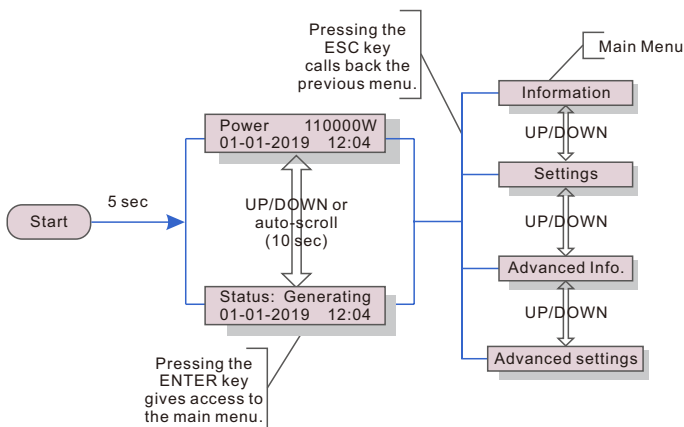 Pressing the
ESC key
calls back the
previous menu.
Main Menu
Information
UP/DOWN
Settings
UP/DOWN
Advanced Info.
UP/DOWN
Advanced settings
Power 110000W
01-01-2019 12:04
UP/DOWN or
auto-scroll
(10 sec)
Status: Generating
01-01-2019 12:04
5 sec
Start
Pressing the
ENTER key
gives access to
the main menu.